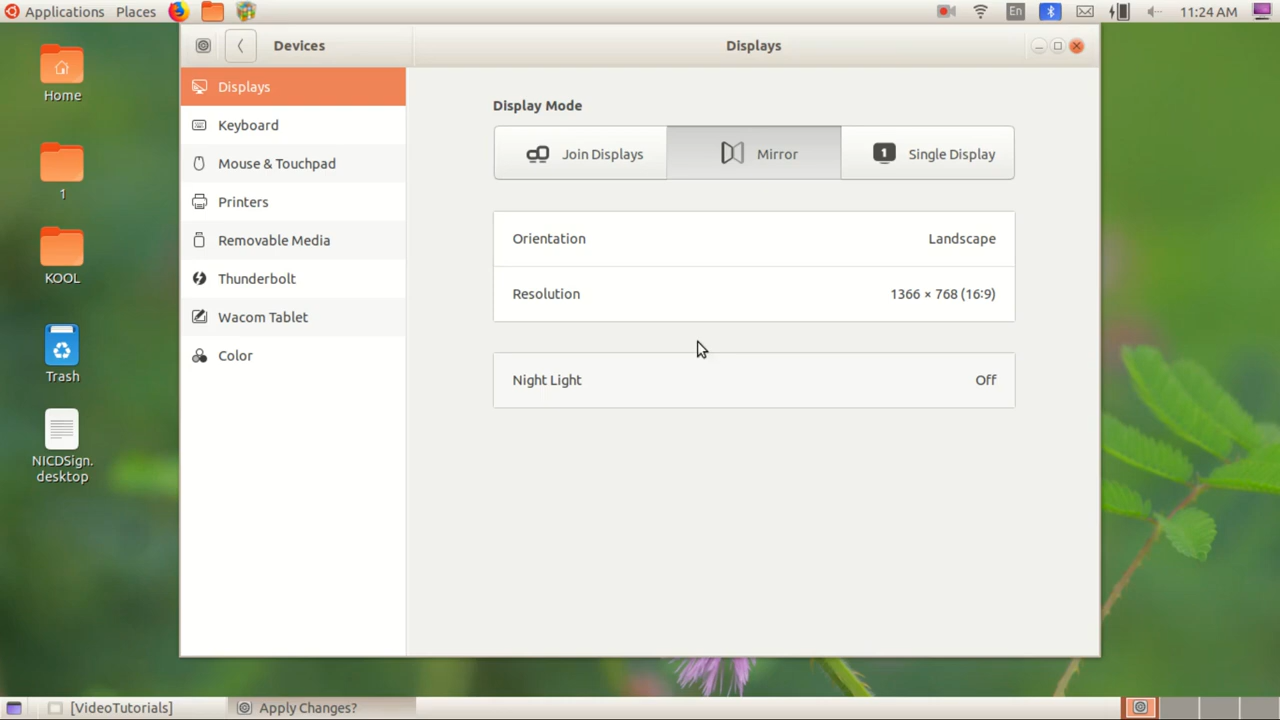 Applications Places En 11:24 AM
Devices
Displays
Home
1
KOOL
Trash
NICDSign.
desktop
Displays
Keyboard
Mouse & Touchpad
Printers
Removable Media
Thunderbolt
Wacom Tablet
Color
Display Mode
Join Displays
Mirror
1 Single Display
Orientation Landscape
Resolution 1366 × 768 (16:9)
Night Light Off
[VideoTutorials] Apply Changes?